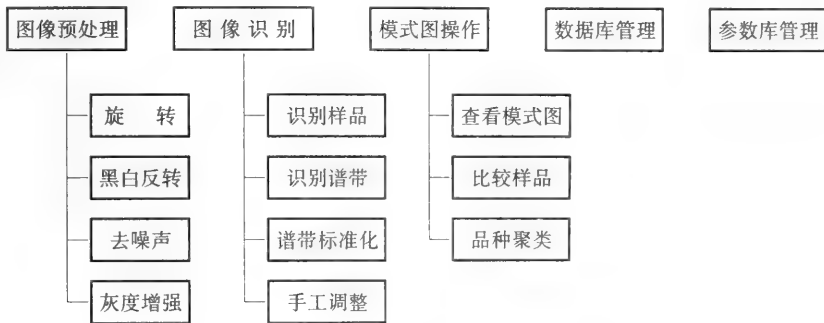 图像预处理 图像识别 模式图操作 数据库管理 参数库管理
旋 转 识别样品 查看模式图
黑白反转 识别谱带 比较样品
去噪声 谱带标准化 品种聚类
灰度增强 手工调整